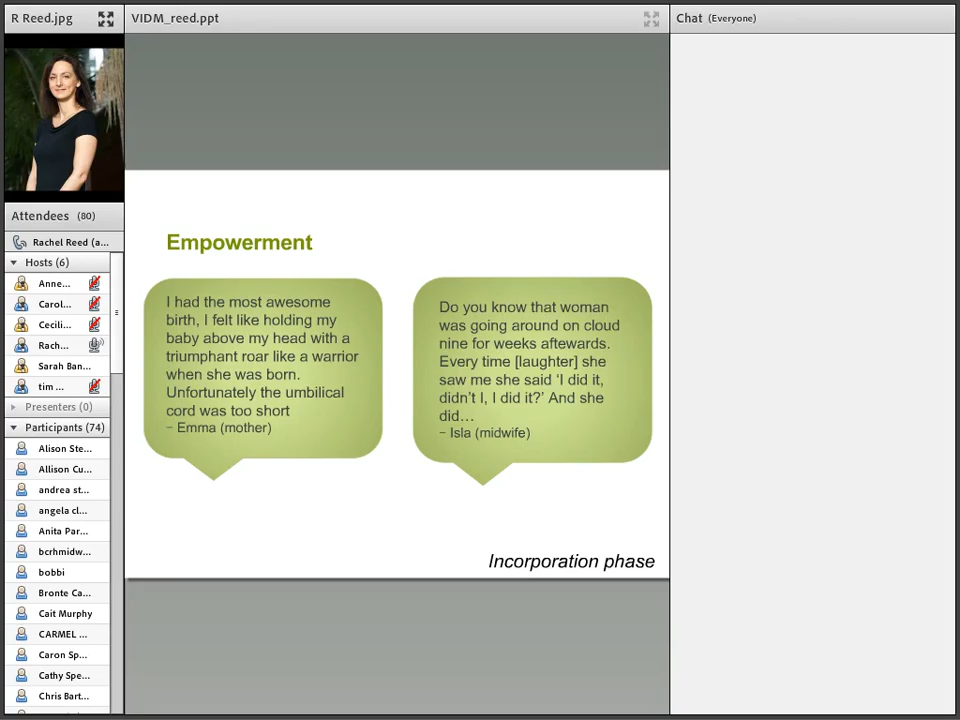 R Reed.jpg
VIDM_reed.ppt
Chat (Everyone)
Attendees (80)
Rachel Reed (a...
Hosts (6)
Anne...
Carol...
Cecili...
Rach...
Sarah Ban...
tim ...
Presenters (0)
Participants (74)
Alison Ste...
Allison Cu...
andrea st...
angela cl...
Anita Par...
bcrhmidw...
bobbi
Bronte Ca...
Cait Murphy
CARMEL ...
Caron Sp...
Cathy Spe...
Chris Bart...
Empowerment
I had the most awesome
birth, I felt like holding my
baby above my head with a
triumphant roar like a warrior
when she was born.
Unfortunately the umbilical
cord was too short
– Emma (mother)
Do you know that woman
was going around on cloud
nine for weeks aftewards.
Every time [laughter] she
saw me she said ‘I did it,
didn’t I, I did it?’ And she
did…
– Isla (midwife)
Incorporation phase